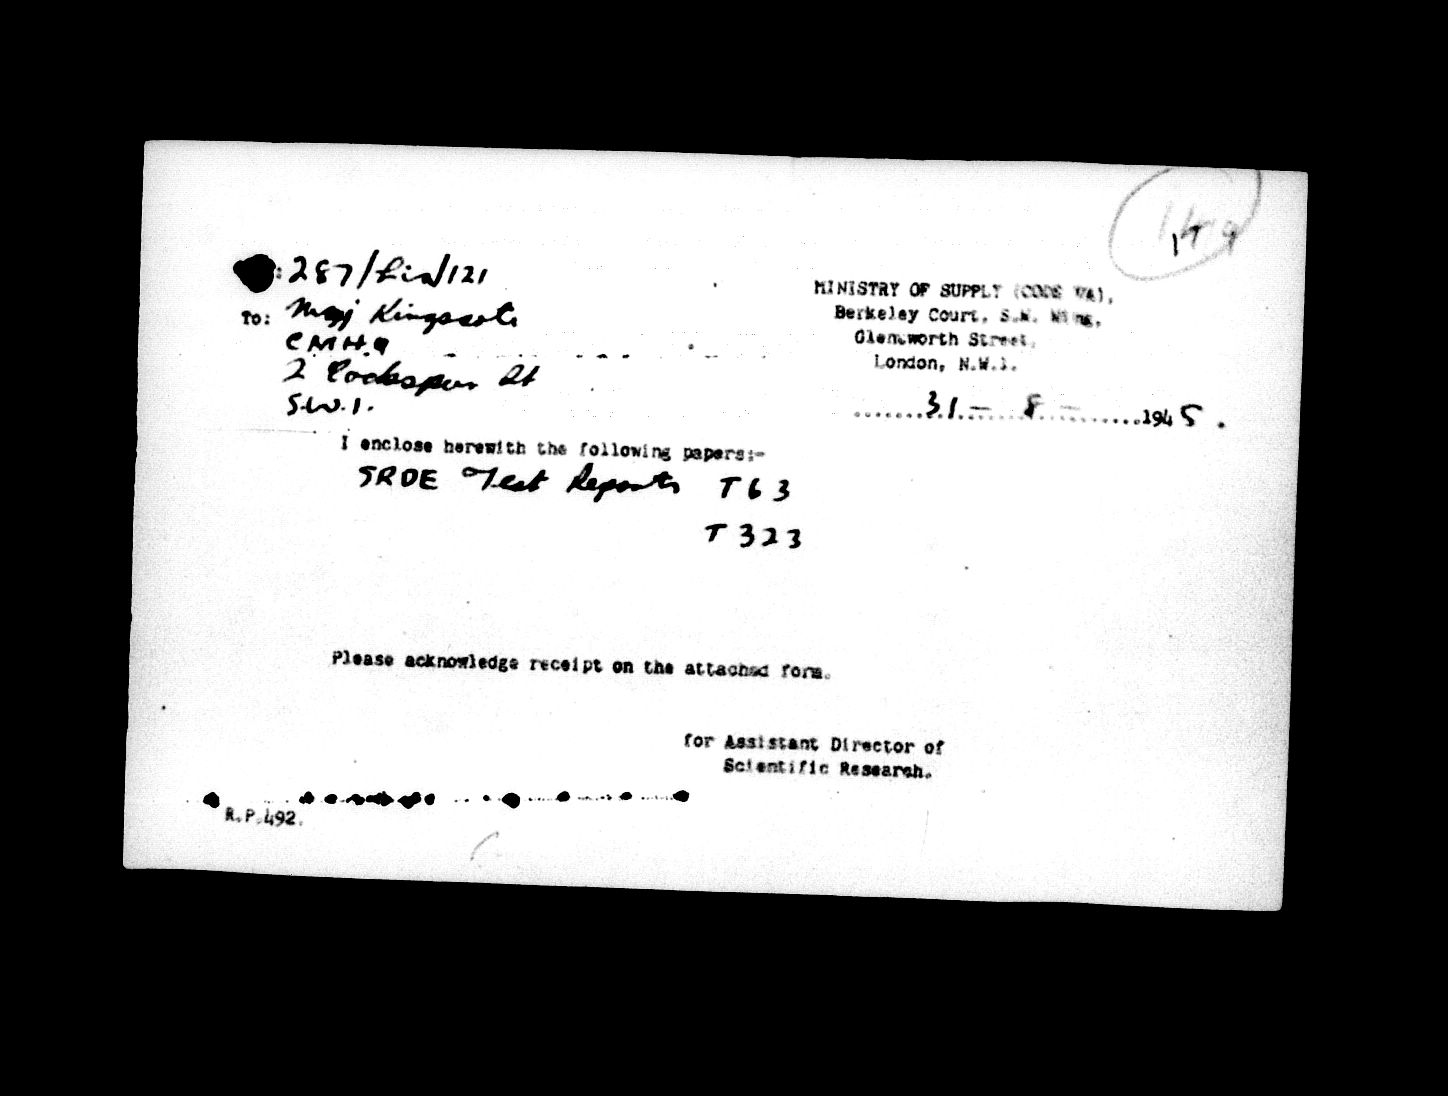 : 287/Lia/121
To: Maj Kingscote
CMHQ
2 Cockspur St
S.W.1.
MINISTRY OF SUPPLY (CODE WA),
Berkeley Court, S.W. Wing,
Glentworth Street,
London, N.W.1.
31 - 8 - 1945.
I enclose herewith the following papers:-
SRDE Test Reports T63
T323
Please acknowledge receipt on the attached form.
for Assistant Director of
Scientific Research.
R.P.492.